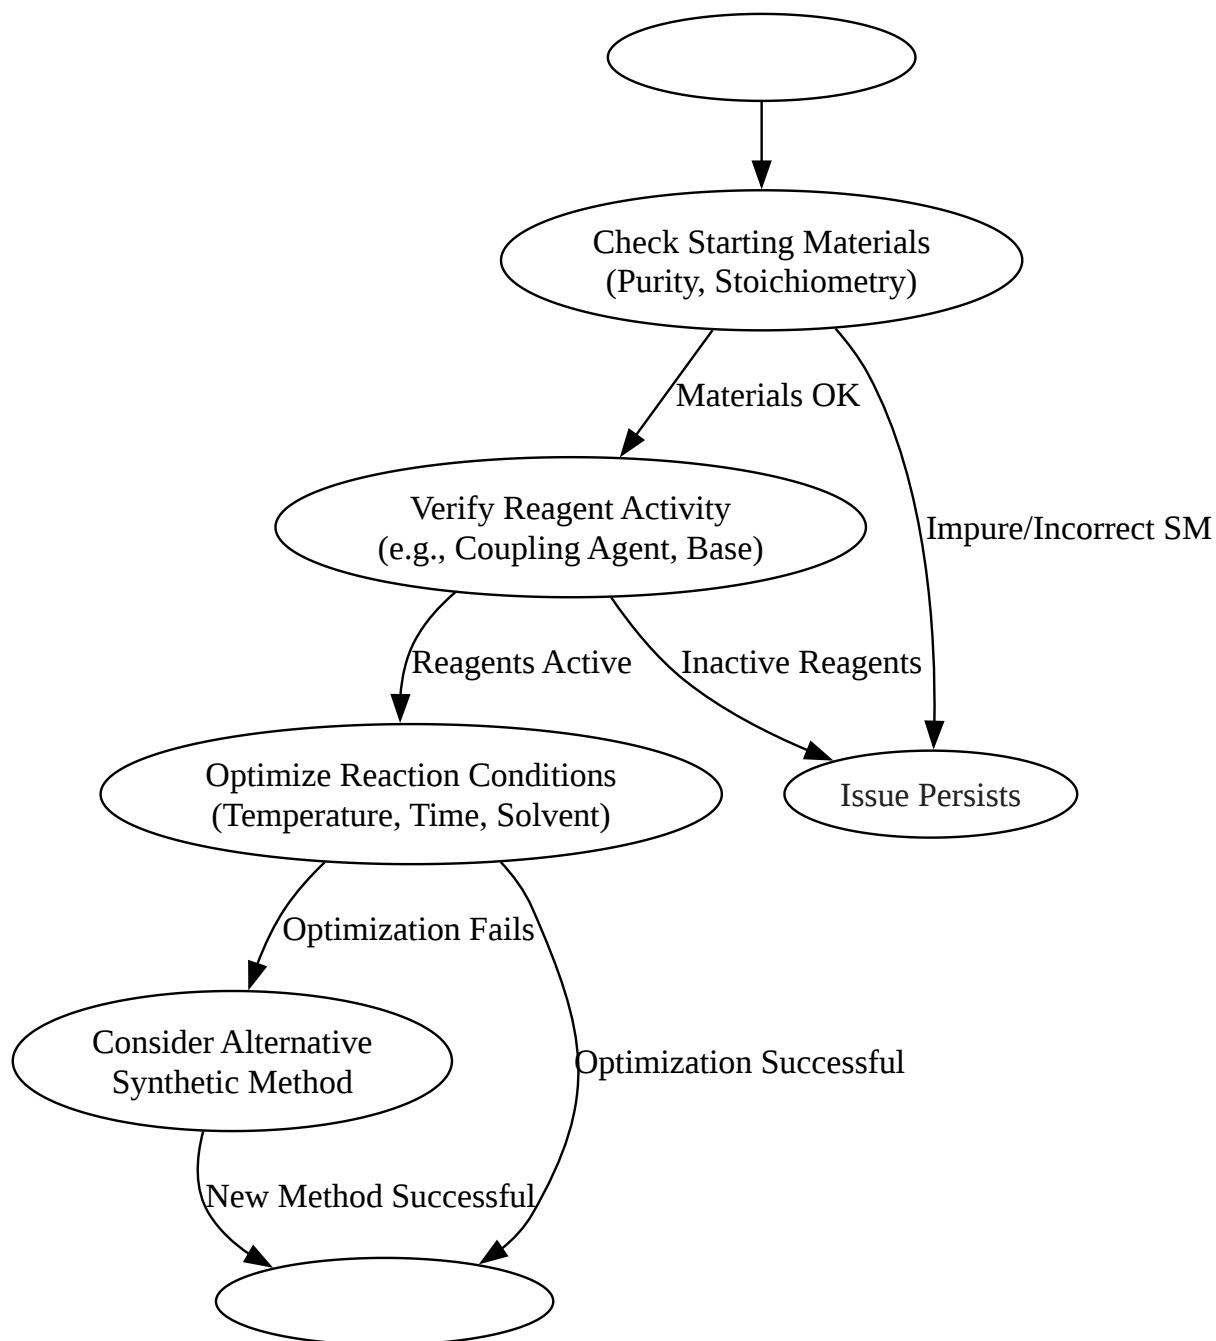 Check Starting Materials
(Purity, Stoichiometry)
Materials OK
Verify Reagent Activity
(e.g., Coupling Agent, Base)
Impure/Incorrect SM
Reagents Active
Inactive Reagents
Optimize Reaction Conditions
(Temperature, Time, Solvent)
Issue Persists
Optimization Fails
Consider Alternative
Synthetic Method
Optimization Successful
New Method Successful